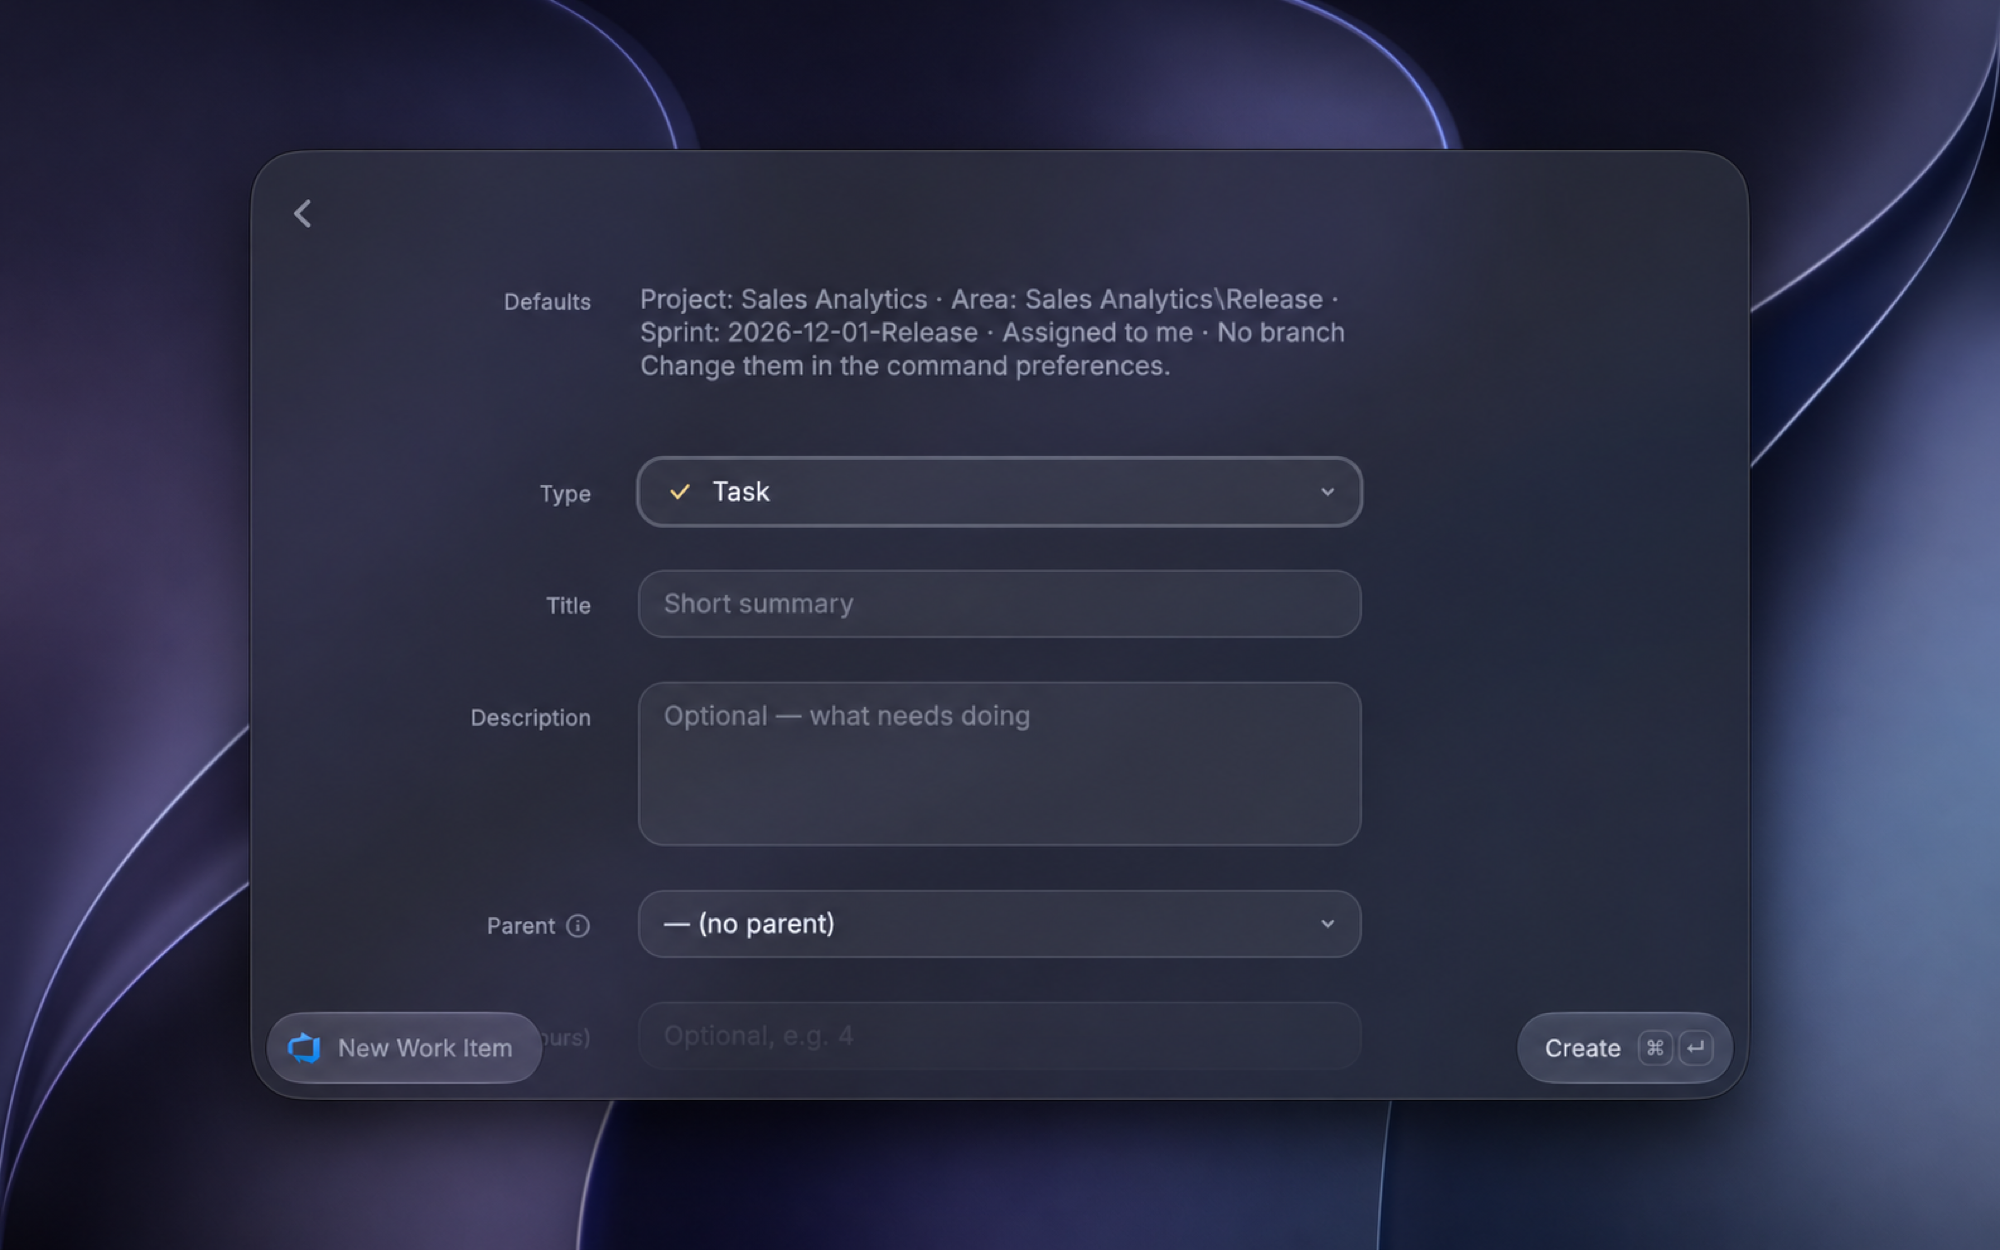 Defaults
Project: Sales Analytics · Area: Sales Analytics\Release ·
Sprint: 2026-12-01-Release · Assigned to me · No branch
Change them in the command preferences.
Type
Task
Title
Short summary
Description
Optional — what needs doing
Parent
— (no parent)
ours)
Optional, e.g. 4
New Work Item
Create ⌘ ↵